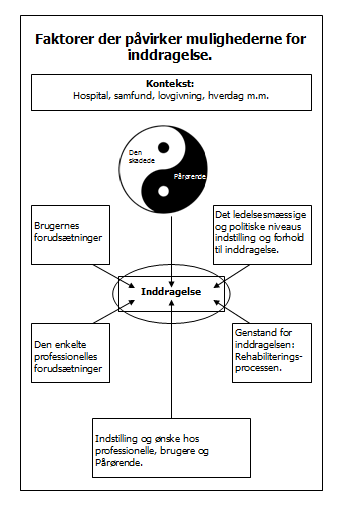 Faktorer der påvirker mulighederne for
inddragelse.
Kontekst:
Hospital, samfund, lovgivning, hverdag m.m.
Den
skadede
Pårørende
Brugernes
forudsætninger
Det ledelsesmæssige
og politiske niveaus
indstilling og forhold
til inddragelse.
Inddragelse
Den enkelte
professionelles
forudsætninger
Genstand for
inddragelsen:
Rehabiliterings-
processen.
Indstilling og ønske hos
professionelle, brugere og
Pårørende.